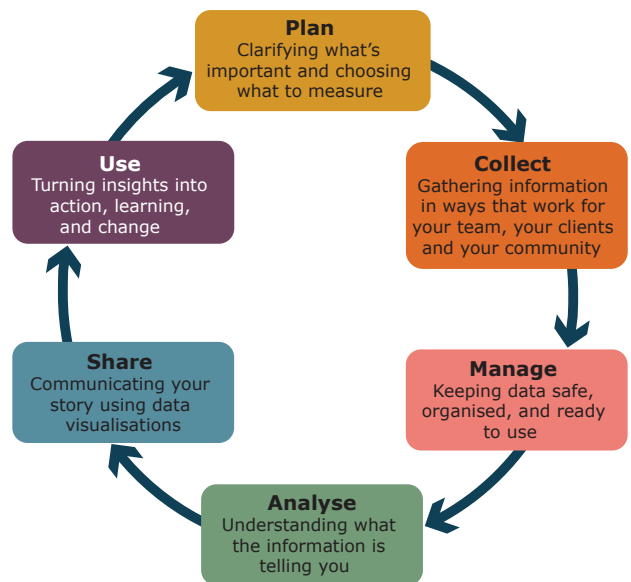 Plan
Clarifying what's
important and choosing
what to measure
Collect
Gathering information
in ways that work for
your team, your clients
and your community
Manage
Keeping data safe,
organised, and ready
to use
Analyse
Understanding what
the information is
telling you
Share
Communicating your
story using data
visualisations
Use
Turning insights into
action, learning,
and change